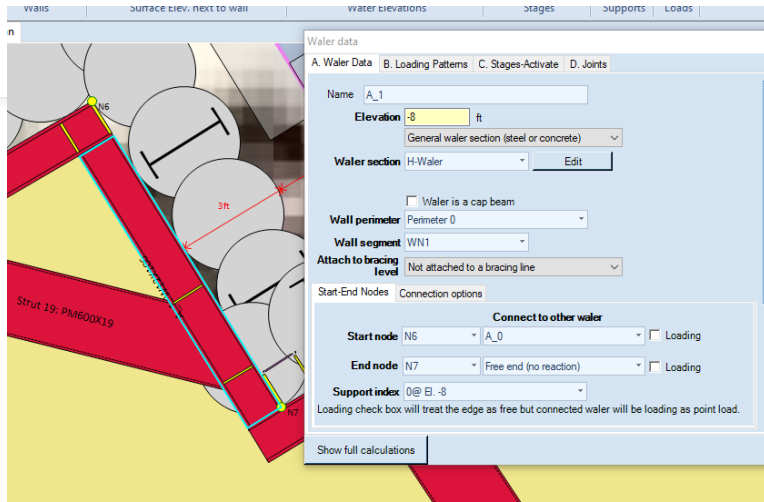 Walls Surface Elev. next to wall Water Elevations Stages Supports Loads
Waler data
A. Waler Data B. Loading Patterns C. Stages-Activate D. Joints
Name A_1
Elevation -8 ft
General waler section (steel or concrete)
Waler section H-Waler Edit
Waler is a cap beam
Wall perimeter Perimeter 0
Wall segment WN1
Attach to bracing
level Not attached to a bracing line
Start-End Nodes Connection options
Connect to other waler
Start node N6 A_0 Loading
End node N7 Free end (no reaction) Loading
Support index 0@ El. -8
Loading check box will treat the edge as free but connected waler will be loading as point load.
Show full calculations
N6
3ft
Strut 19: PM600X19
N7